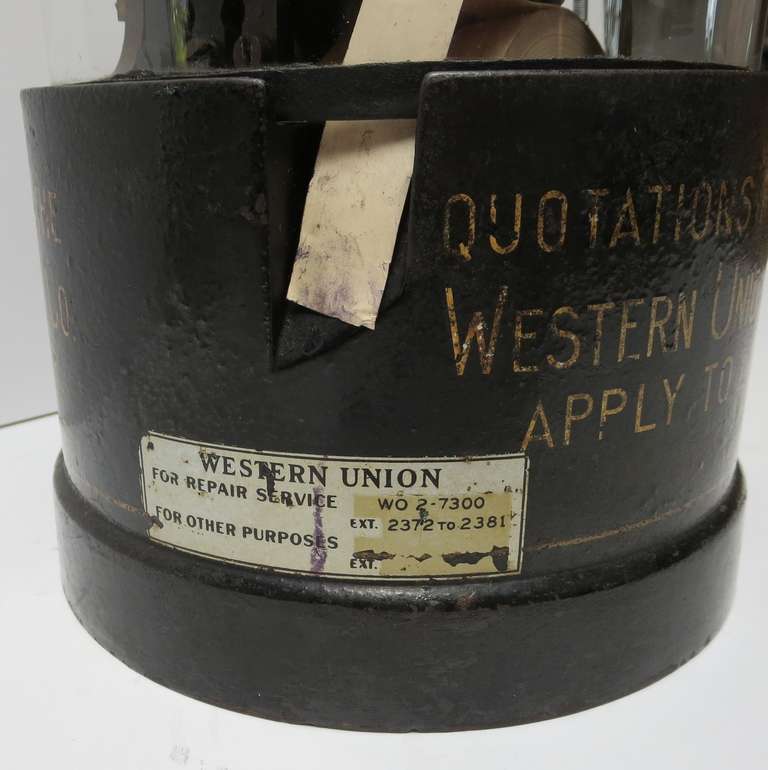 QUOTATIONS
WESTERN
APPLY TO
WESTERN UNION
FOR REPAIR SERVICE
WO 2-7300
EXT. 2372 TO 2381
FOR OTHER PURPOSES
EXT.